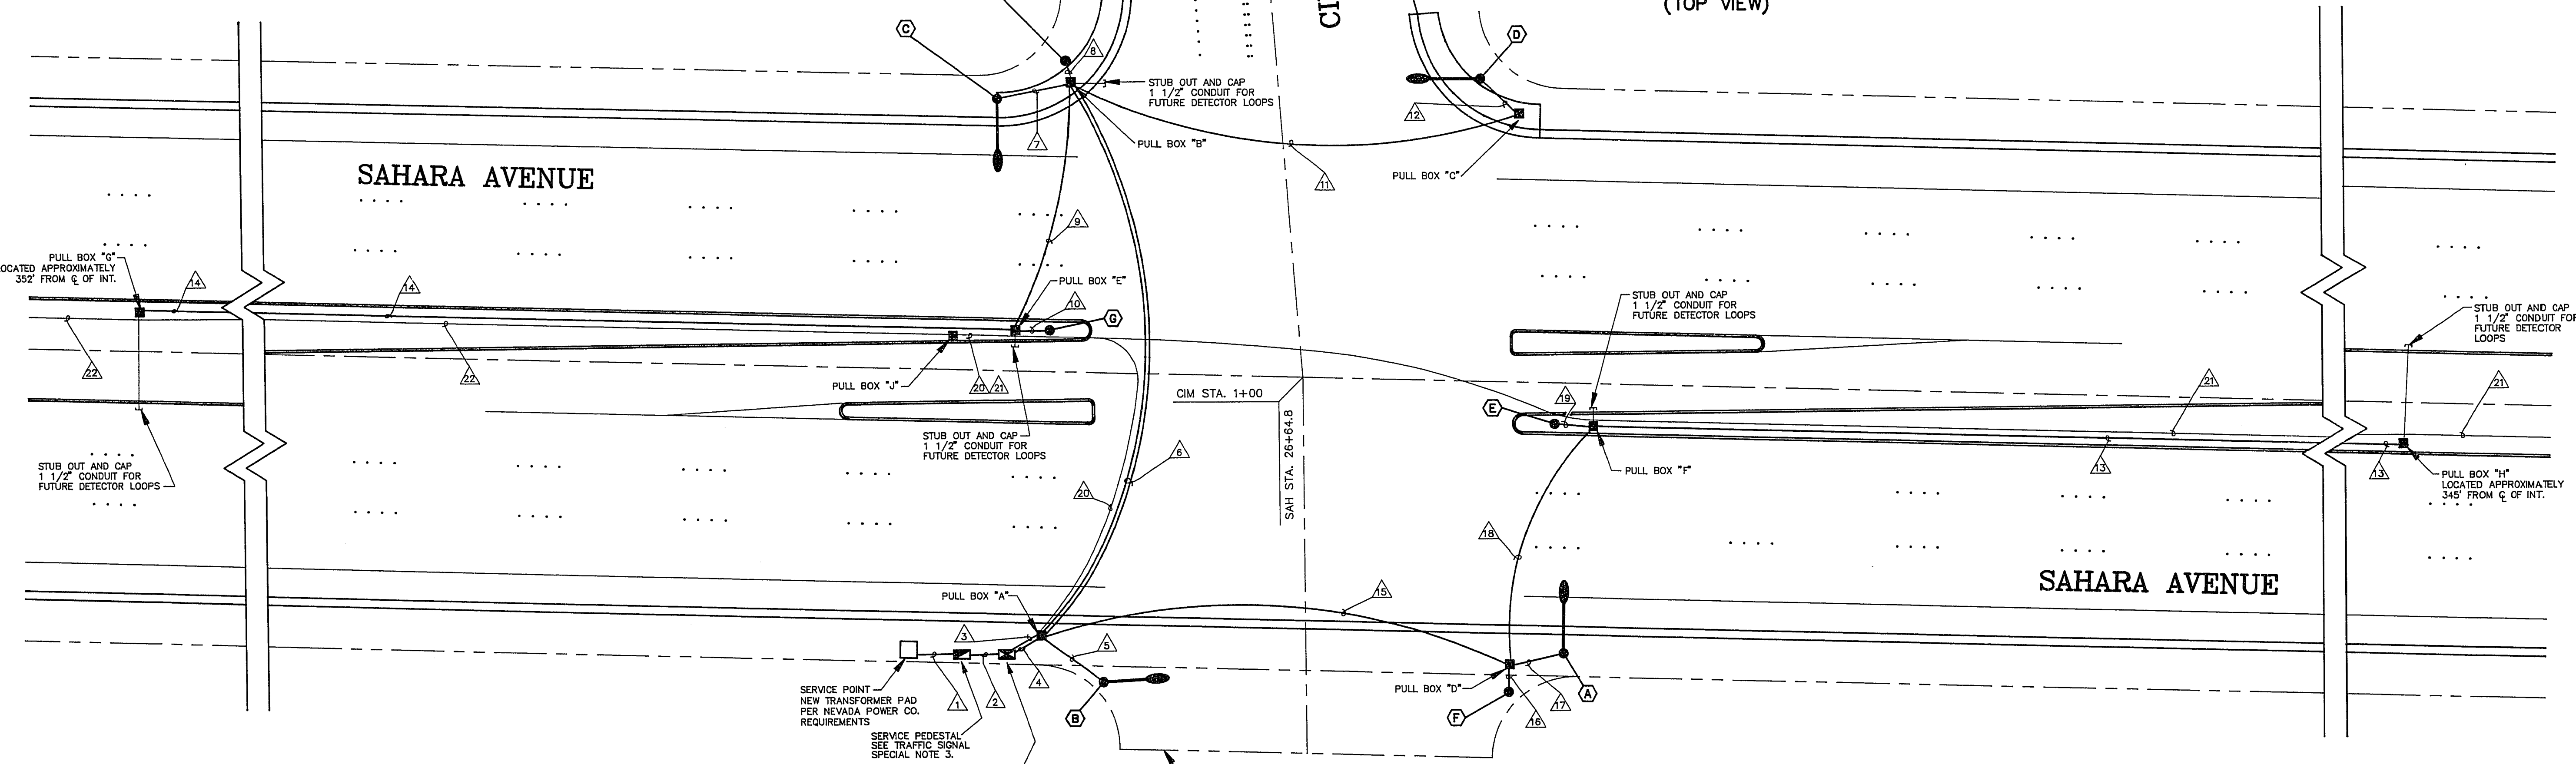 (TOP VIEW)
CI
C
D
8
STUB OUT AND CAP
1 1/2" CONDUIT FOR
FUTURE DETECTOR LOOPS
7
PULL BOX "B"
12
PULL BOX "C"
11
SAHARA AVENUE
9
PULL BOX "G"
LOCATED APPROXIMATELY
352' FROM ℄ OF INT.
14
14
PULL BOX "E"
10
G
22
22
PULL BOX "J"
20
21
STUB OUT AND CAP
1 1/2" CONDUIT FOR
FUTURE DETECTOR LOOPS
STUB OUT AND CAP
1 1/2" CONDUIT FOR
FUTURE DETECTOR
LOOPS
CIM STA. 1+00
SAH STA. 26+64.8
E
19
21
21
STUB OUT AND CAP
1 1/2" CONDUIT FOR
FUTURE DETECTOR LOOPS
STUB OUT AND CAP
1 1/2" CONDUIT FOR
FUTURE DETECTOR LOOPS
6
20
PULL BOX "F"
13
13
PULL BOX "H"
LOCATED APPROXIMATELY
345' FROM ℄ OF INT.
18
SAHARA AVENUE
PULL BOX "A"
3
5
15
4
1
2
SERVICE POINT
NEW TRANSFORMER PAD
PER NEVADA POWER CO.
REQUIREMENTS
SERVICE PEDESTAL
SEE TRAFFIC SIGNAL
SPECIAL NOTE 3.
B
PULL BOX "D"
F
16
17
A